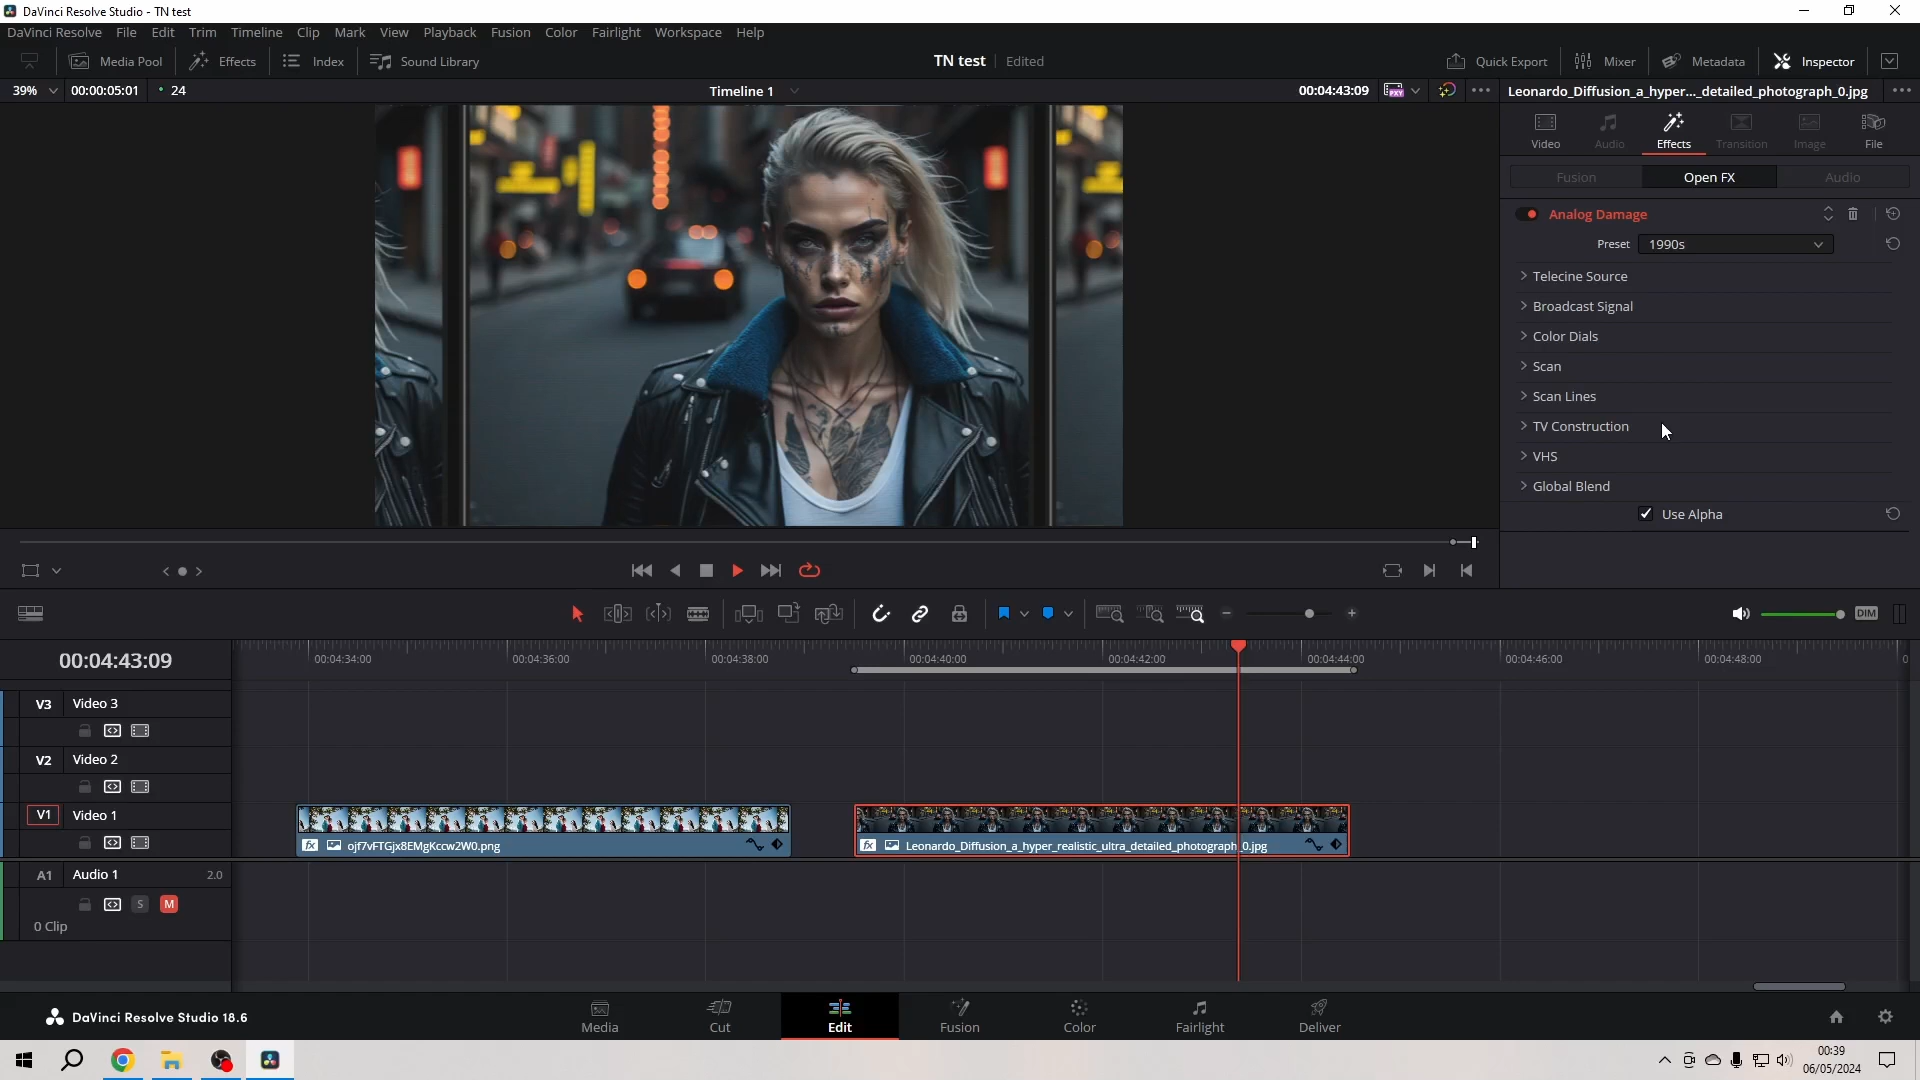 DaVinci Resolve Studio - TN test
DaVinci Resolve File Edit Trim Timeline Clip Mark View Playback Fusion Color Fairlight Workspace Help
Media Pool Effects Index Sound Library TN test Edited Quick Export Mixer Metadata Inspector
39% 00:00:05:01 24 Timeline 1 00:04:43:09 PXY Leonardo_Diffusion_a_hyper..._detailed_photograph_0.jpg
Video Audio Effects Transition Image File
Fusion Open FX Audio
Analog Damage
Preset 1990s
Telecine Source
Broadcast Signal
Color Dials
Scan
Scan Lines
TV Construction
VHS
Global Blend
Use Alpha
DIM
00:04:43:09 00:04:34:00 00:04:36:00 00:04:38:00 00:04:40:00 00:04:42:00 00:04:44:00 00:04:46:00 00:04:48:00 0
V3 Video 3
V2 Video 2
V1 Video 1
fx ojf7vFTGjx8EMgKccw2W0.png fx Leonardo_Diffusion_a_hyper_realistic_ultra_detailed_photograph_0.jpg
A1 Audio 1 2.0
S M
0 Clip
DaVinci Resolve Studio 18.6 Media Cut Edit Fusion Color Fairlight Deliver
00:39
06/05/2024